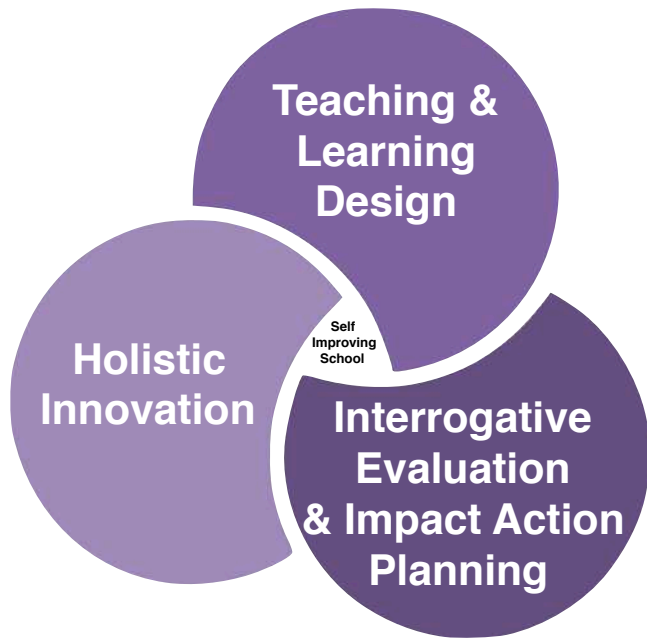 Teaching &
Learning
Design
Self
Improving
School
Holistic
Innovation
Interrogative
Evaluation
& Impact Action
Planning